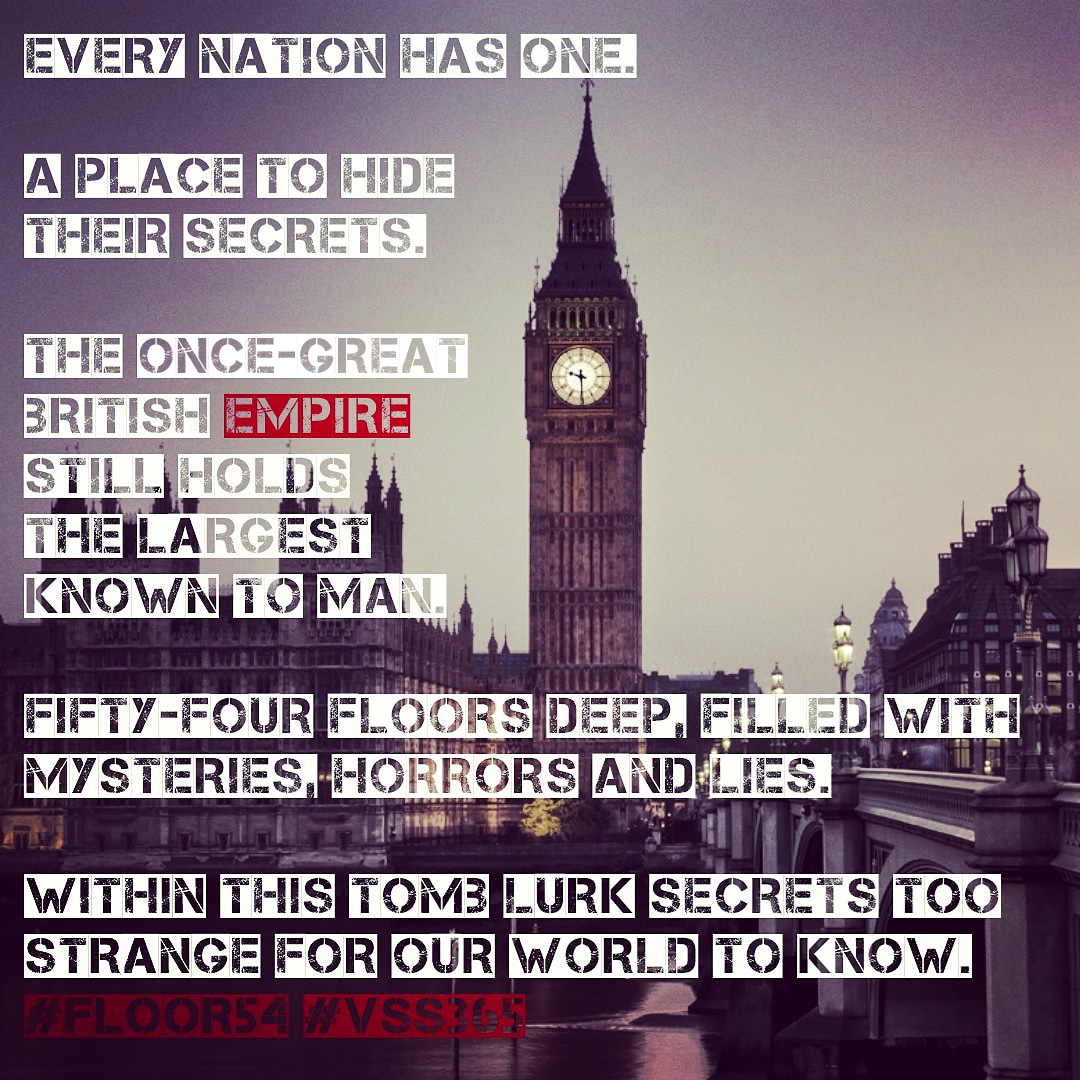 EVERY NATION HAS ONE.
A PLACE TO HIDE
THEIR SECRETS.
THE ONCE-GREAT
BRITISH EMPIRE
STILL HOLDS
THE LARGEST
KNOWN TO MAN.
FIFTY-FOUR FLOORS DEEP, FILLED WITH
MYSTERIES, HORRORS AND LIES.
WITHIN THIS TOMB LURK SECRETS TOO
STRANGE FOR OUR WORLD TO KNOW.
#FLOOR54 #VSS365